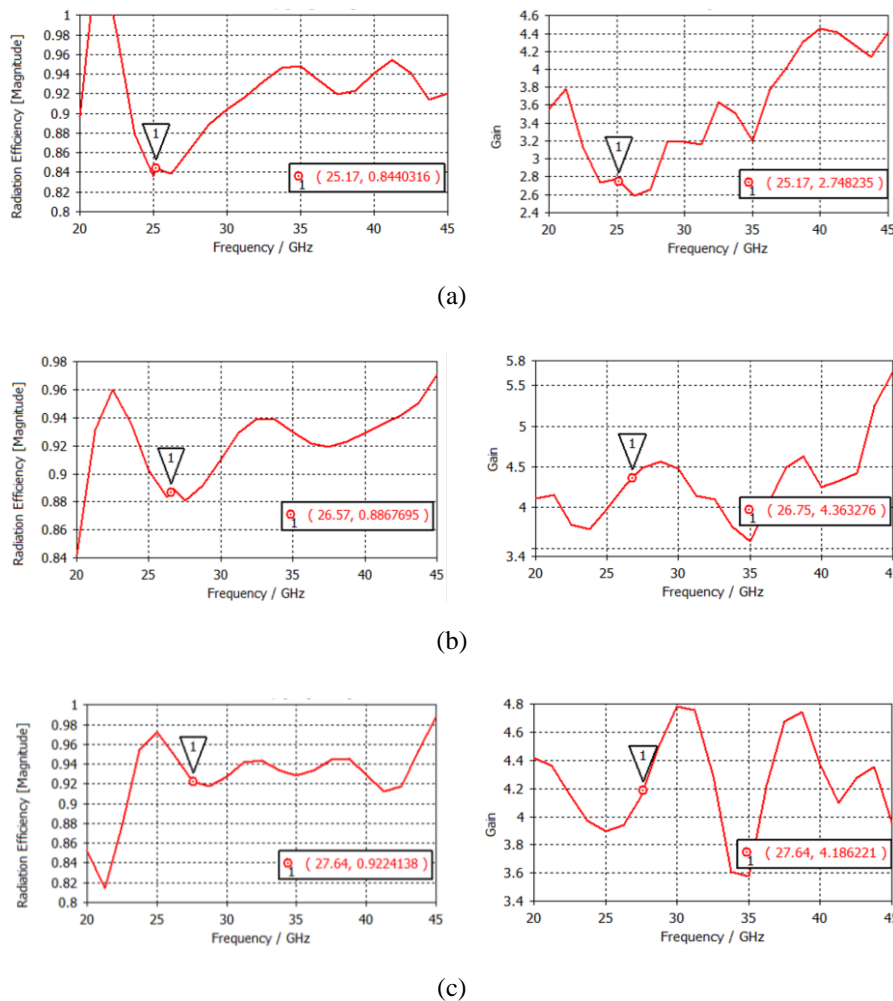 Radiation Efficiency [Magnitude]
1
0.98
0.96
0.94
0.92
0.9
0.88
0.86
0.84
0.82
0.8
1
1 ( 25.17, 0.8440316 )
20 25 30 35 40 45
Frequency / GHz
Gain
4.6
4.4
4.2
4
3.8
3.6
3.4
3.2
3
2.8
2.6
2.4
1
1 ( 25.17, 2.748235 )
20 25 30 35 40 45
Frequency / GHz
(a)
Radiation Efficiency [Magnitude]
0.98
0.96
0.94
0.92
0.9
0.88
0.86
0.84
1
1 ( 26.57, 0.8867695 )
20 25 30 35 40 45
Frequency / GHz
Gain
5.8
5.5
5
4.5
4
3.4
1
1 ( 26.75, 4.363276 )
20 25 30 35 40 45
Frequency / GHz
(b)
Radiation Efficiency [Magnitude]
1
0.98
0.96
0.94
0.92
0.9
0.88
0.86
0.84
0.82
0.8
1
1 ( 27.64, 0.9224138 )
20 25 30 35 40 45
Frequency / GHz
Gain
4.8
4.6
4.4
4.2
4
3.8
3.6
3.4
1
1 ( 27.64, 4.186221 )
20 25 30 35 40 45
Frequency / GHz
(c)